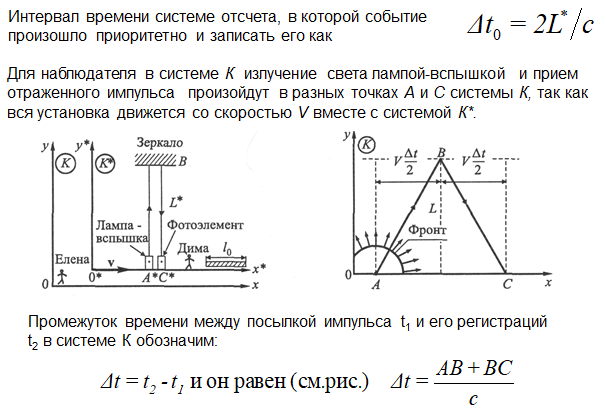 Интервал времени системе отсчета, в которой событие
произошло приоритетно и записать его как
Δt₀ = 2L*/c
Для наблюдателя в системе К излучение света лампой-вспышкой и прием
отраженного импульса произойдут в разных точках А и С системы К, так как
вся установка движется со скоростью V вместе с системой К*.
y K y* K* Зеркало
B
L*
Лампа - вспышка
Фотоэлемент
Елена
v
Дима
l₀
0 0* A* C* x*
x
y K
V Δt/2 B V Δt/2
L
Фронт
0 A C x
Промежуток времени между посылкой импульса t₁ и его регистраций
t₂ в системе К обозначим:
Δt = t₂ - t₁ и он равен (см.рис.) Δt = (AB + BC)/c